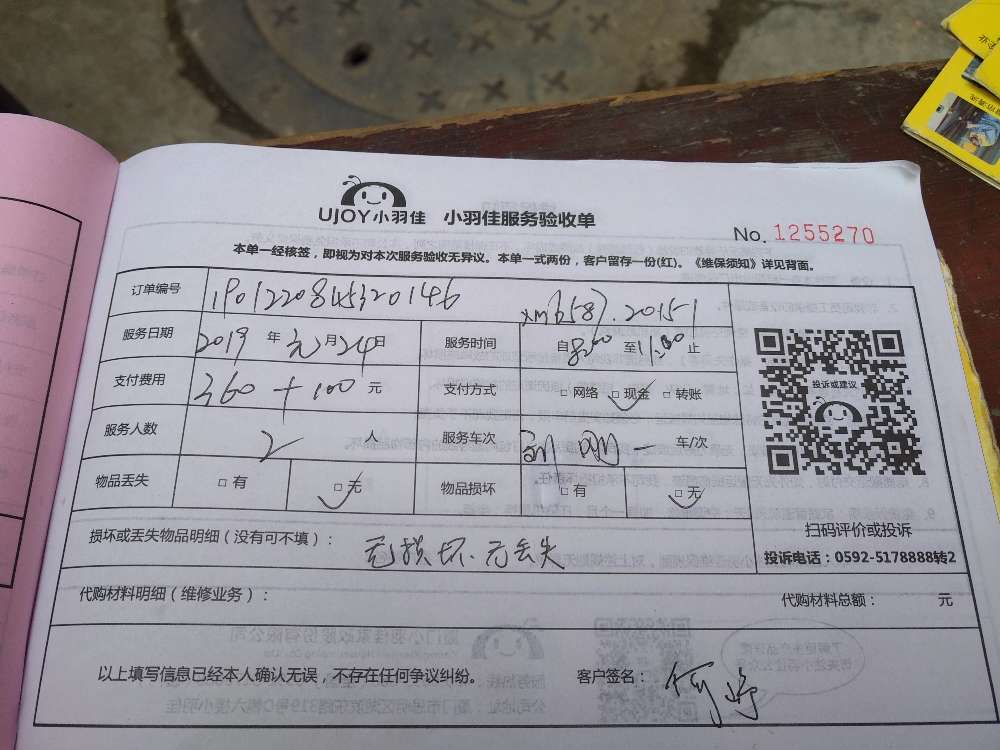 UJOY小羽佳 小羽佳服务验收单
No. 1255270
本单一经核签，即视为对本次服务验收无异议。本单一式两份，客户留存一份(红)。《维保须知》详见背面。
订单编号
服务日期 2019 年 元 月 24 日 服务时间 自 8:00 至 11:00 止
支付费用 360 + 100 元 支付方式 □ 网络 □ 现金 □ 转账
服务人数 2 人 服务车次 车/次
物品丢失 □ 有 □ 无 物品损坏 □ 有 □ 无
投诉或建议
扫码评价或投诉
投诉电话：0592-5178888转2
损坏或丢失物品明细（没有可不填）： 无损坏.无丢失
代购材料明细（维修业务）： 代购材料总额： 元
以上填写信息已经本人确认无误，不存在任何争议纠纷。 客户签名：